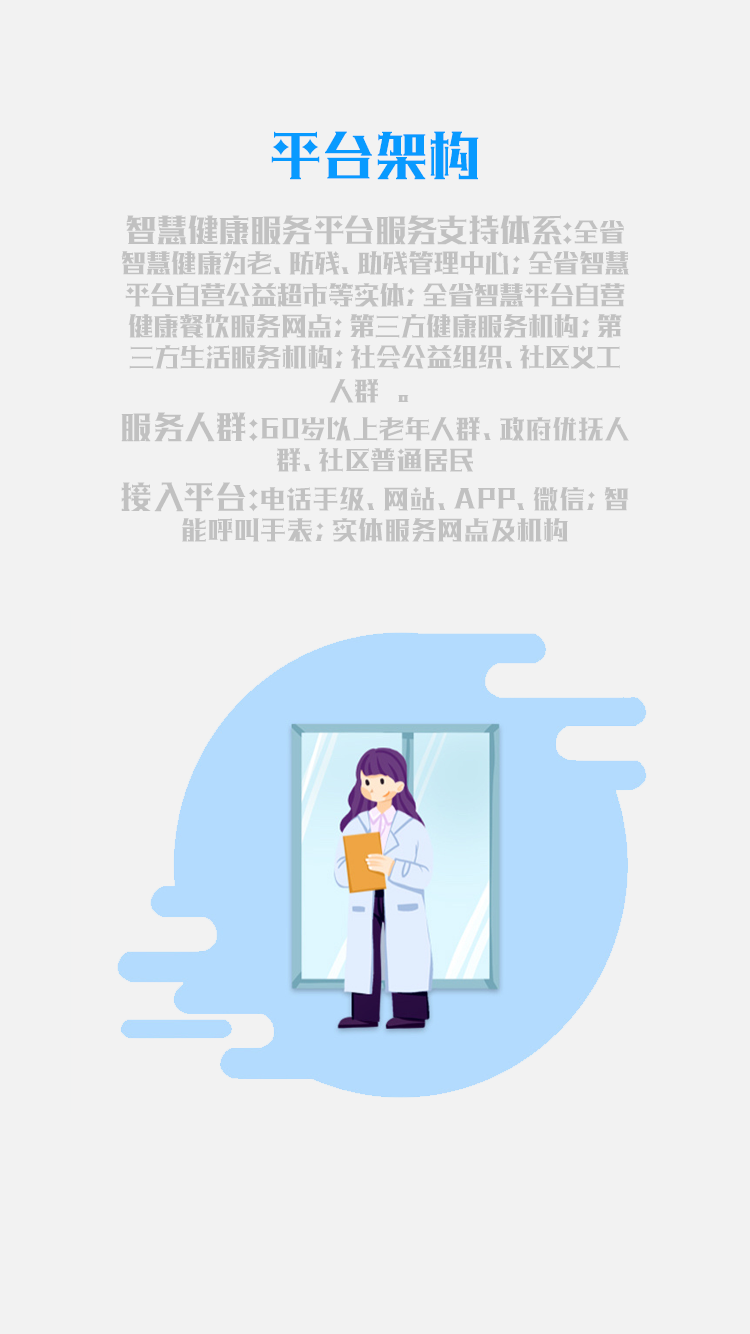 平台架构
智慧健康服务平台服务支持体系:全省
智慧健康为老、防残、助残管理中心；全省智慧
平台自营公益超市等实体；全省智慧平台自营
健康餐饮服务网点；第三方健康服务机构；第
三方生活服务机构；社会公益组织、社区义工
人群 。
服务人群:60岁以上老年人群、政府优抚人
群、社区普通居民
接入平台:电话手级、网站、APP、微信；智
能呼叫手表；实体服务网点及机构